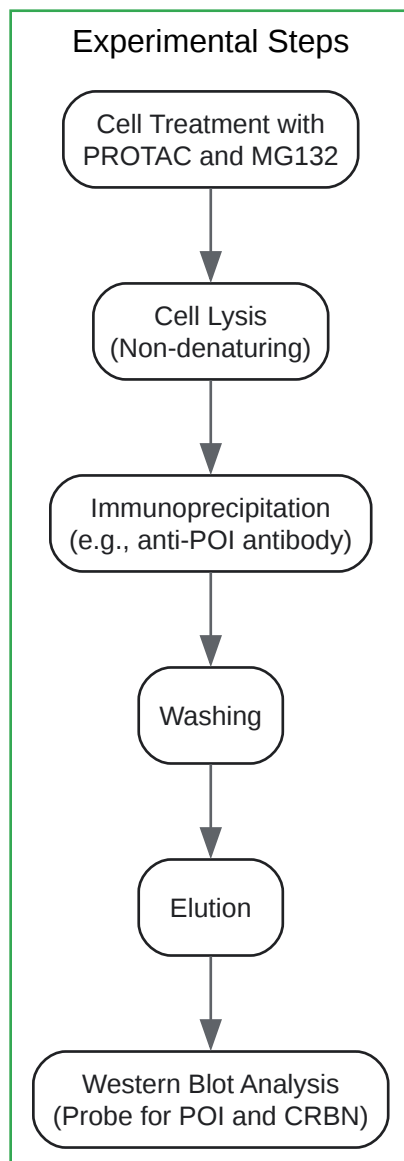 Experimental Steps
Cell Treatment with
PROTAC and MG132
Cell Lysis
(Non-denaturing)
Immunoprecipitation
(e.g., anti-POI antibody)
Washing
Elution
Western Blot Analysis
(Probe for POI and CRBN)